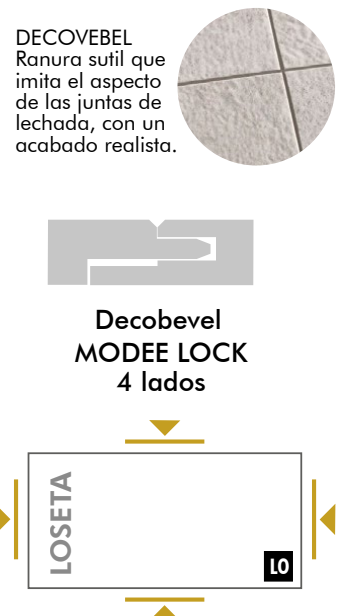 DECOVEBEL
Ranura sutil que
imita el aspecto
de las juntas de
lechada, con un
acabado realista.
Decobevel
MODEE LOCK
4 lados
LOSETA
L0